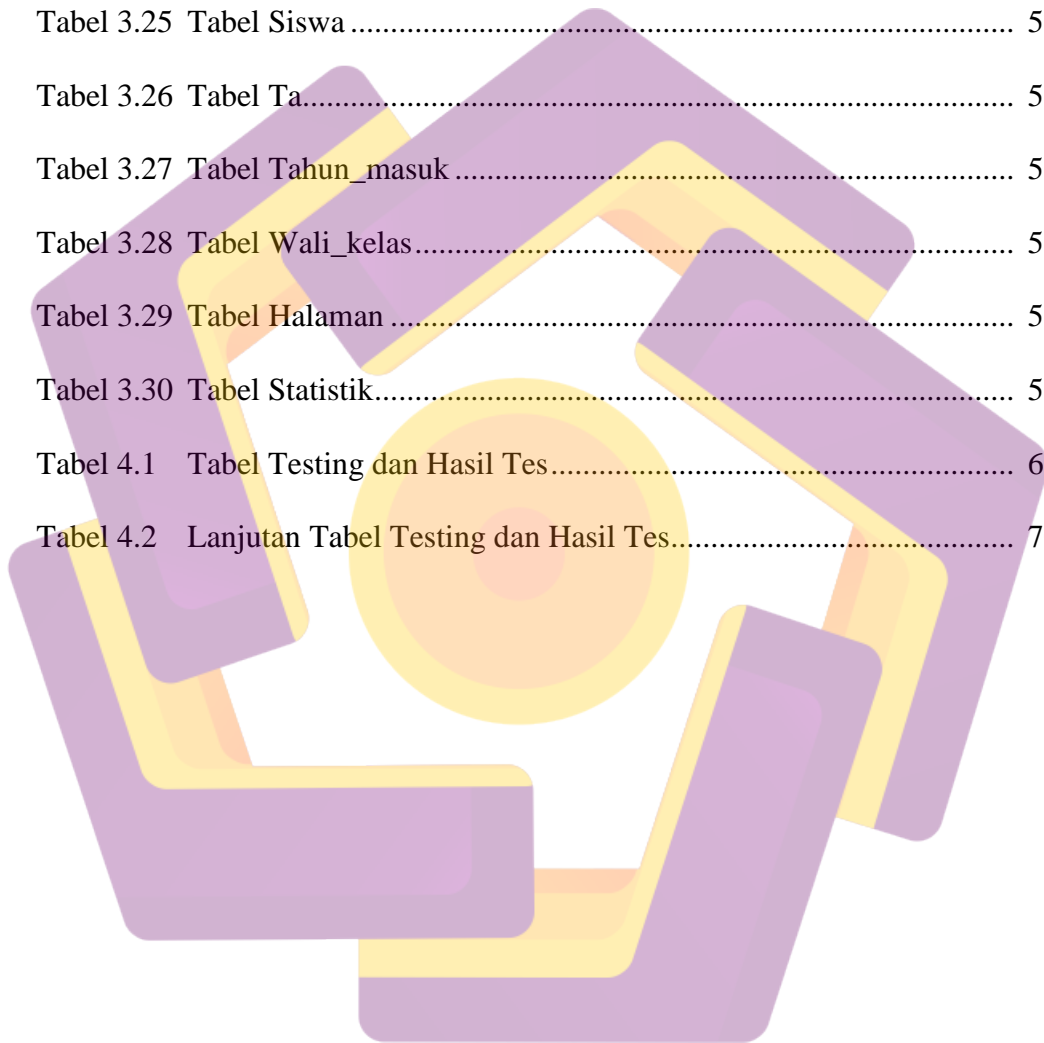 Tabel 3.25 Tabel Siswa ........................................................................................ 5
Tabel 3.26 Tabel Ta.............................................................................................. 5
Tabel 3.27 Tabel Tahun_masuk .......................................................................... 5
Tabel 3.28 Tabel Wali_kelas................................................................................ 5
Tabel 3.29 Tabel Halaman ................................................................................... 5
Tabel 3.30 Tabel Statistik..................................................................................... 5
Tabel 4.1 Tabel Testing dan Hasil Tes.............................................................. 6
Tabel 4.2 Lanjutan Tabel Testing dan Hasil Tes.............................................. 7